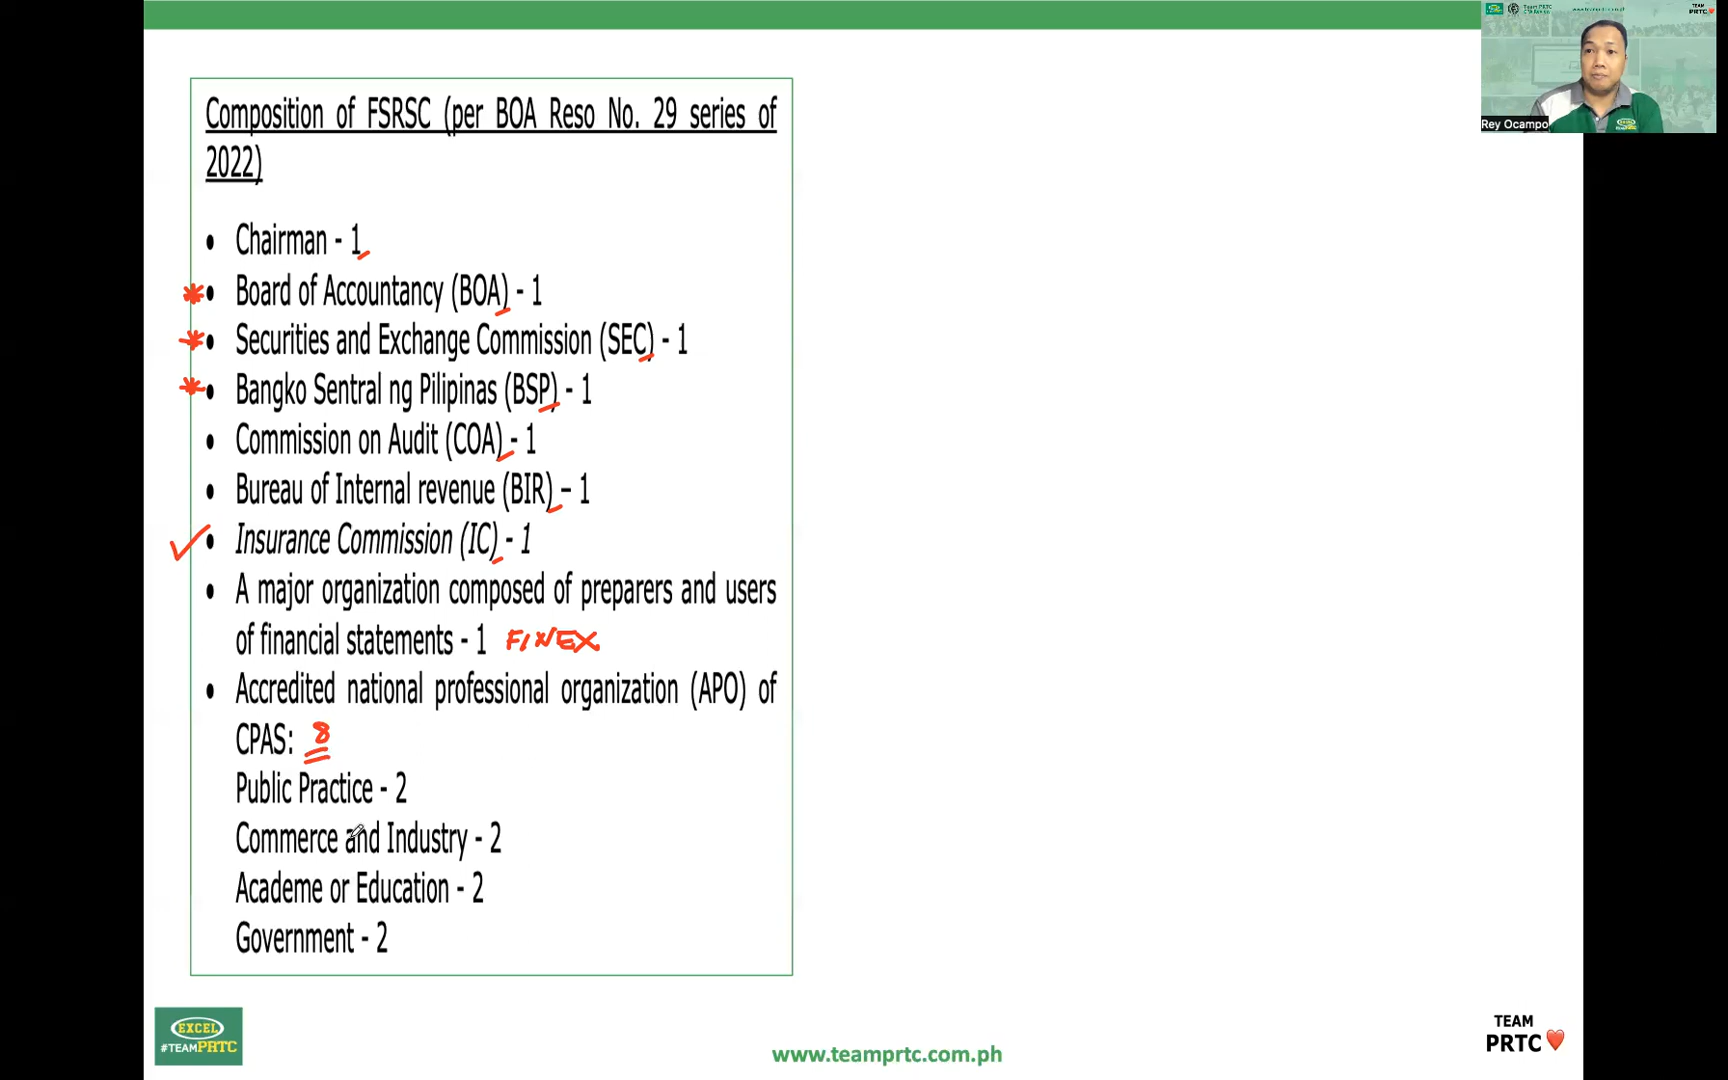 Team PRTC
TEAM
PRTC
Rey Ocampo
Composition of FSRSC (per BOA Reso No. 29 series of
2022)
• Chairman - 1
• Board of Accountancy (BOA) - 1
• Securities and Exchange Commission (SEC) - 1
• Bangko Sentral ng Pilipinas (BSP) - 1
• Commission on Audit (COA) - 1
• Bureau of Internal revenue (BIR) – 1
• Insurance Commission (IC) - 1
• A major organization composed of preparers and users
of financial statements - 1 FINEX
• Accredited national professional organization (APO) of
CPAS: 8
Public Practice - 2
Commerce and Industry - 2
Academe or Education - 2
Government - 2
EXCEL
#TEAMPRTC
www.teamprtc.com.ph
TEAM
PRTC